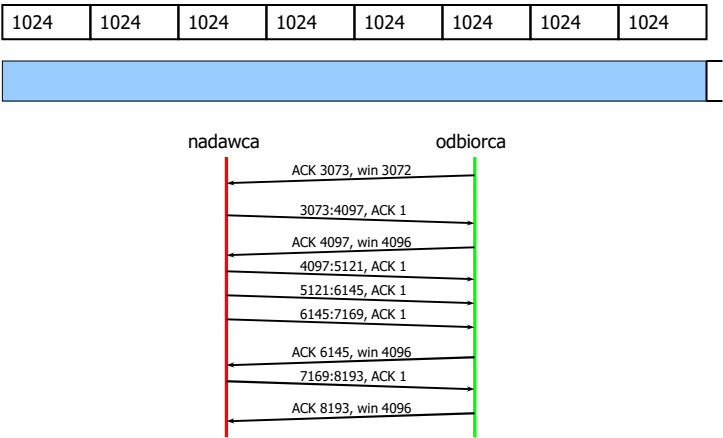 1024 1024 1024 1024 1024 1024 1024 1024
nadawca odbiorca
ACK 3073, win 3072
3073:4097, ACK 1
ACK 4097, win 4096
4097:5121, ACK 1
5121:6145, ACK 1
6145:7169, ACK 1
ACK 6145, win 4096
7169:8193, ACK 1
ACK 8193, win 4096